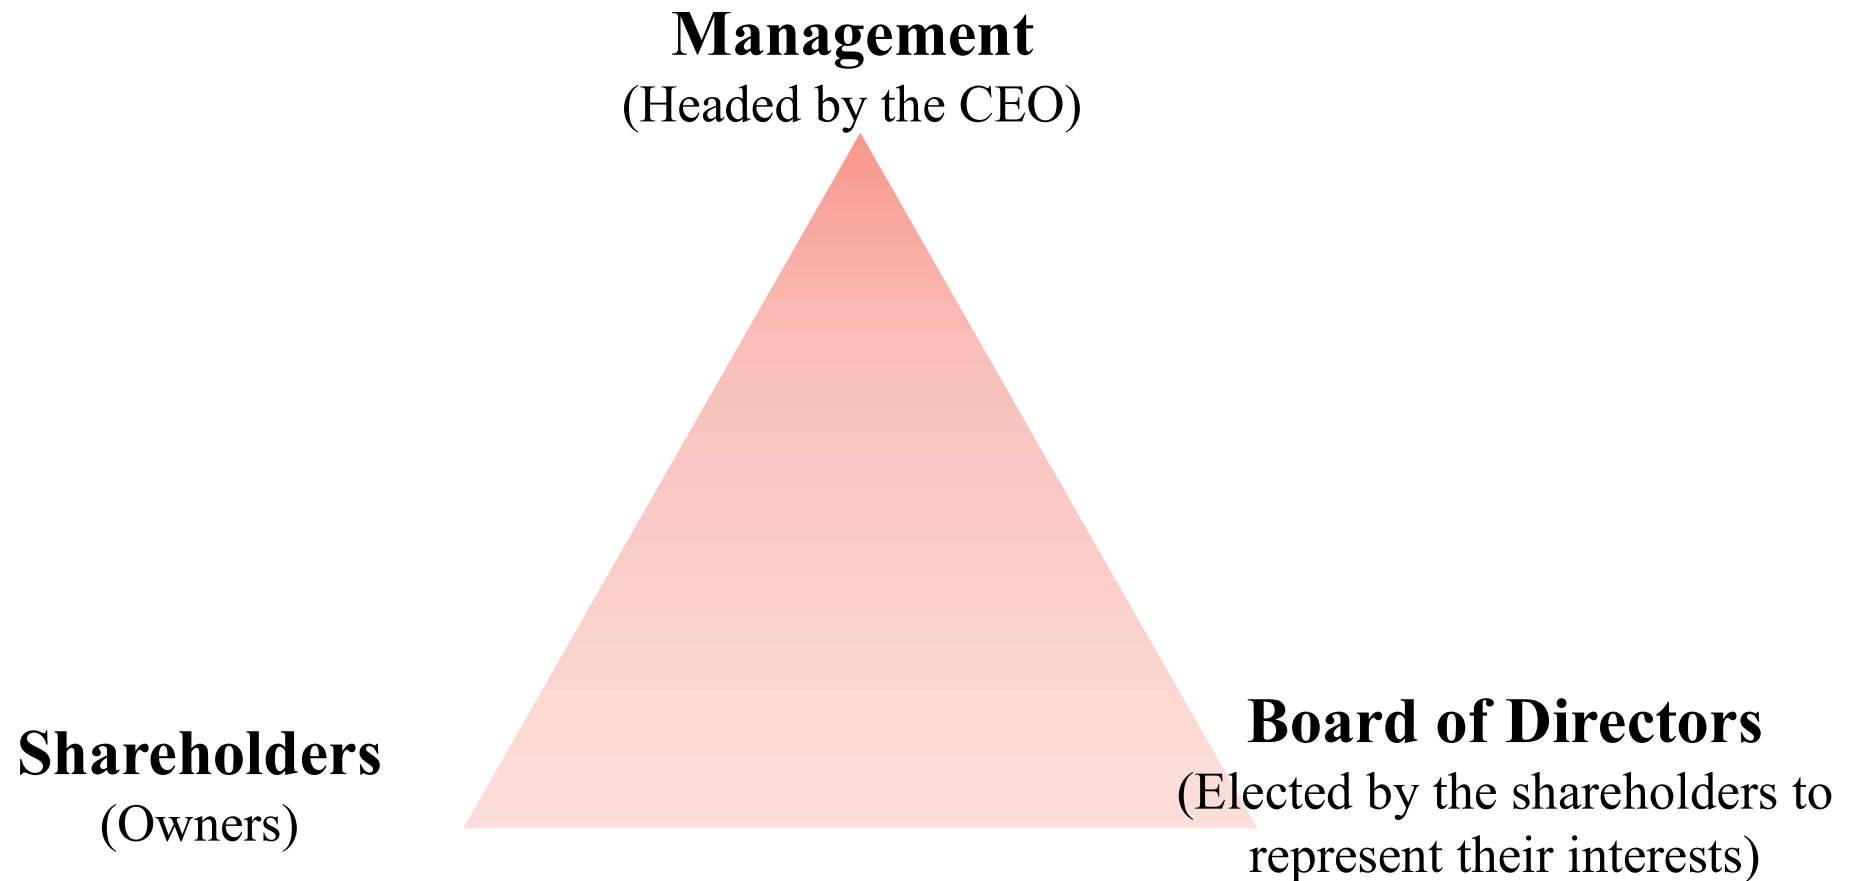 Management
(Headed by the CEO)
Shareholders
(Owners)
Board of Directors
(Elected by the shareholders to
represent their interests)